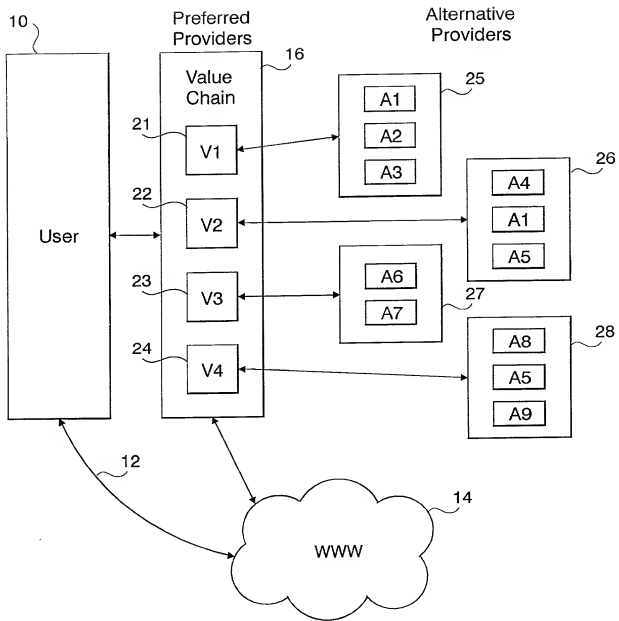 10
Preferred
Providers
Alternative
Providers
16
Value
Chain
25
A1
A2
A3
21
V1
26
A4
A1
A5
22
V2
User
23
V3
A6
A7
27
24
V4
A8
A5
A9
28
12
14
WWW